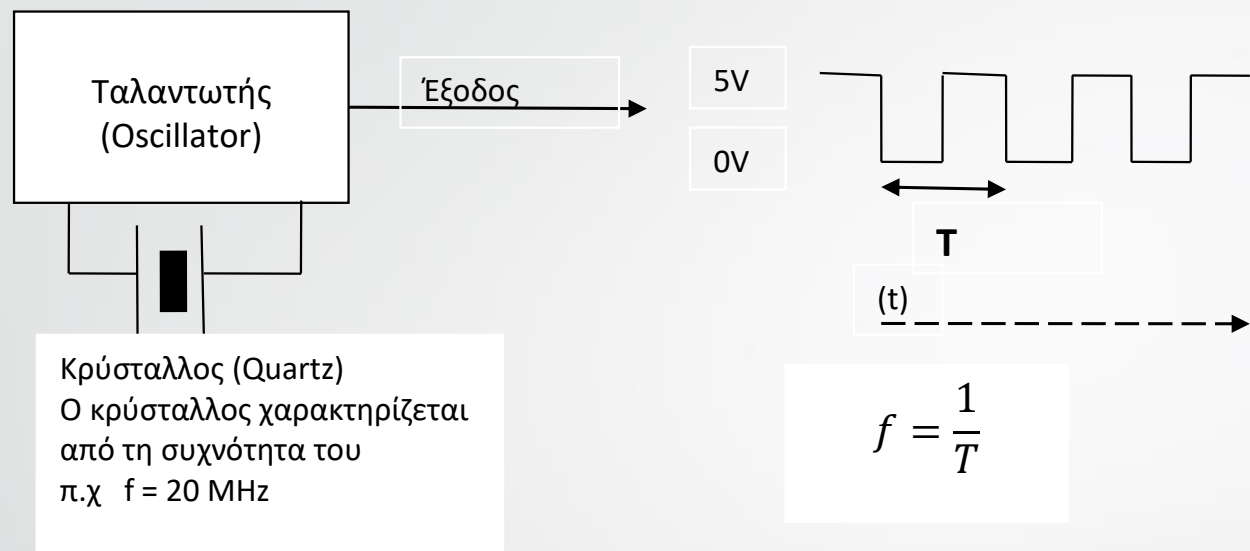 Ταλαντωτής
(Oscillator)
Έξοδος
5V
0V
T
(t)
Κρύσταλλος (Quartz)
Ο κρύσταλλος χαρακτηρίζεται
από τη συχνότητα του
π.χ f = 20 MHz
f = 1/T